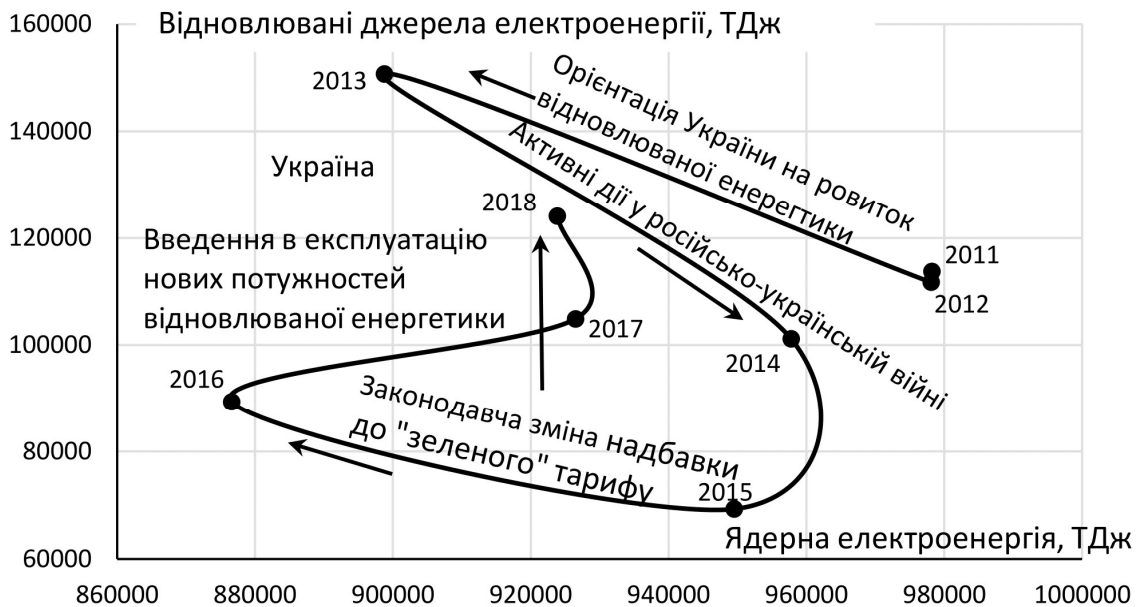 160000
Відновлювані джерела електроенергії, ТДж
140000
120000
100000
80000
60000
2013
Орієнтація України на ровиток
відновлюваної енерегтики
Активні дії у російсько-українській війні
Україна
2018
2011
2012
Введення в експлуатацію
нових потужностей
відновлюваної енергетики
2017
2014
2016
Законодавча зміна надбавки
до "зеленого" тарифу
2015
Ядерна електроенергія, ТДж
860000 880000 900000 920000 940000 960000 980000 1000000